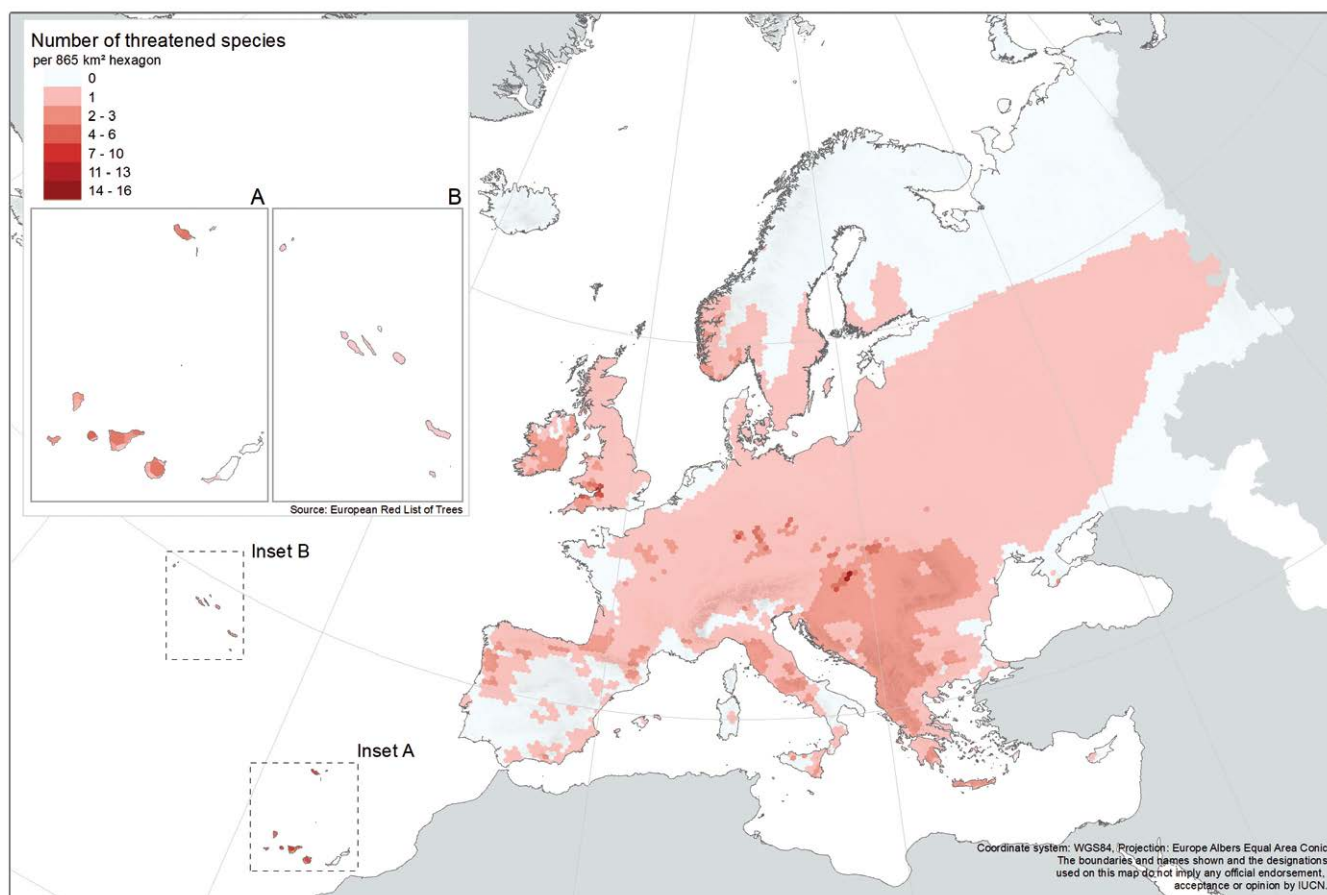 Number of threatened species
per 865 km² hexagon
0
1
2 - 3
4 - 6
7 - 10
11 - 13
14 - 16
A
B
Source: European Red List of Trees
Inset B
Inset A
Coordinate system: WGS84, Projection: Europe Albers Equal Area Conic
The boundaries and names shown and the designations
used on this map do not imply any official endorsement,
acceptance or opinion by IUCN.